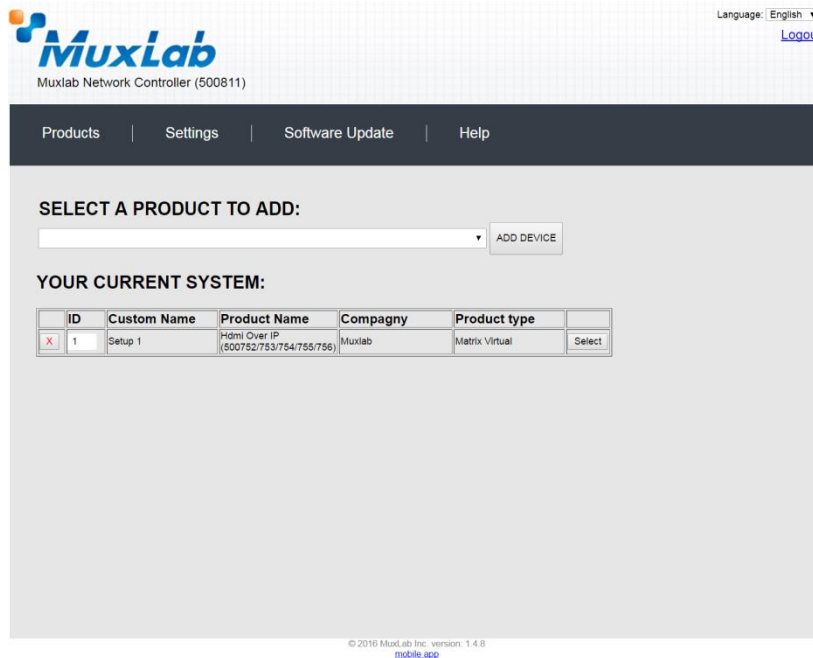 Language: English
MuxLab
Logou
Muxlab Network Controller (500811)
Products | Settings | Software Update | Help
SELECT A PRODUCT TO ADD:
ADD DEVICE
YOUR CURRENT SYSTEM:
ID Custom Name Product Name Compagny Product type
X 1 Setup 1 Hdmi Over IP (500752/753/754/755/756) Muxlab Matrix Virtual Select
© 2016 MuxLab Inc. version: 1.4.8
mobile app